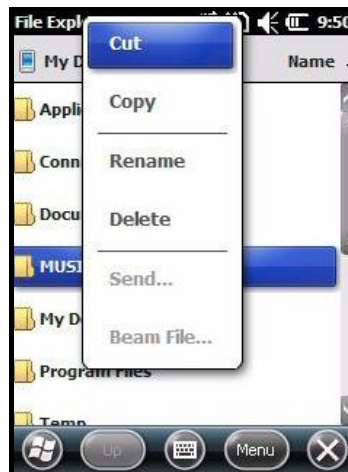 File Expl 9:50
My D Name
Cut
Appli
Copy
Conn
Rename
Docu
Delete
MUSI
Send...
My D
Beam File...
Program Files
Temp
Up Menu